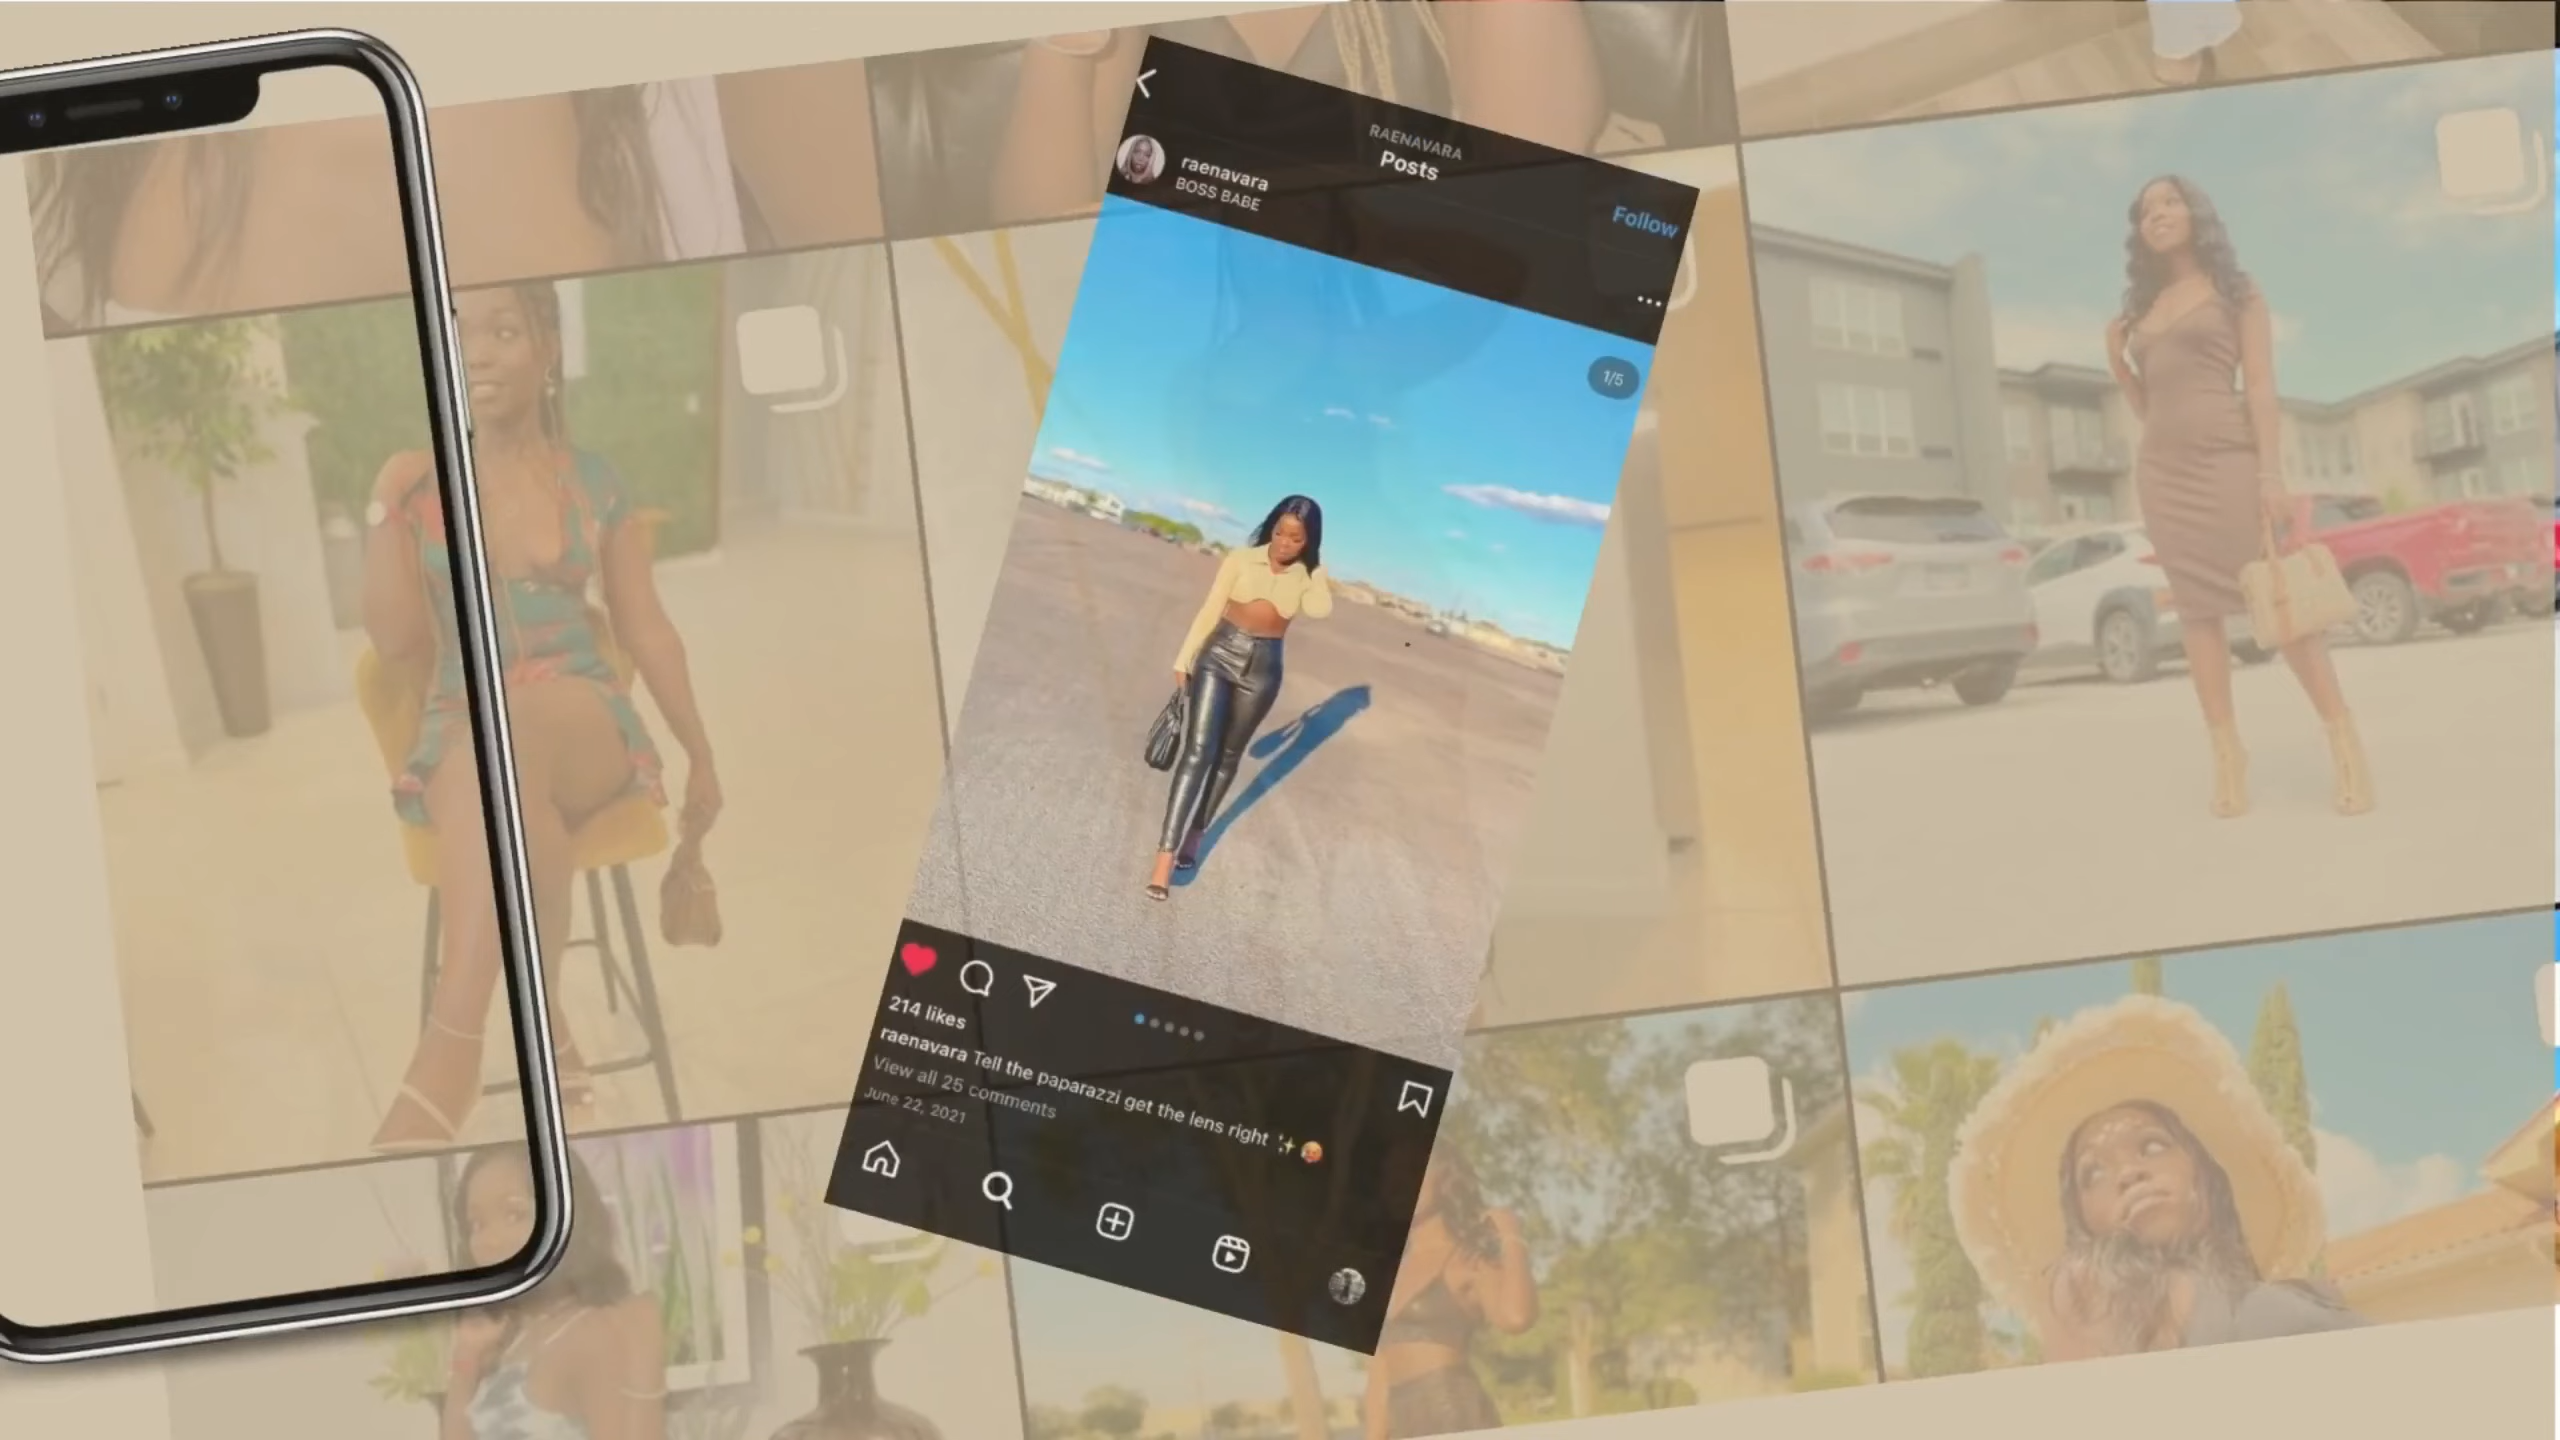 RAENAVARA
Posts
raenavara
BOSS BABE
Follow
1/5
214 likes
raenavara Tell the paparazzi get the lens right ✨🥵
View all 25 comments
June 22, 2021